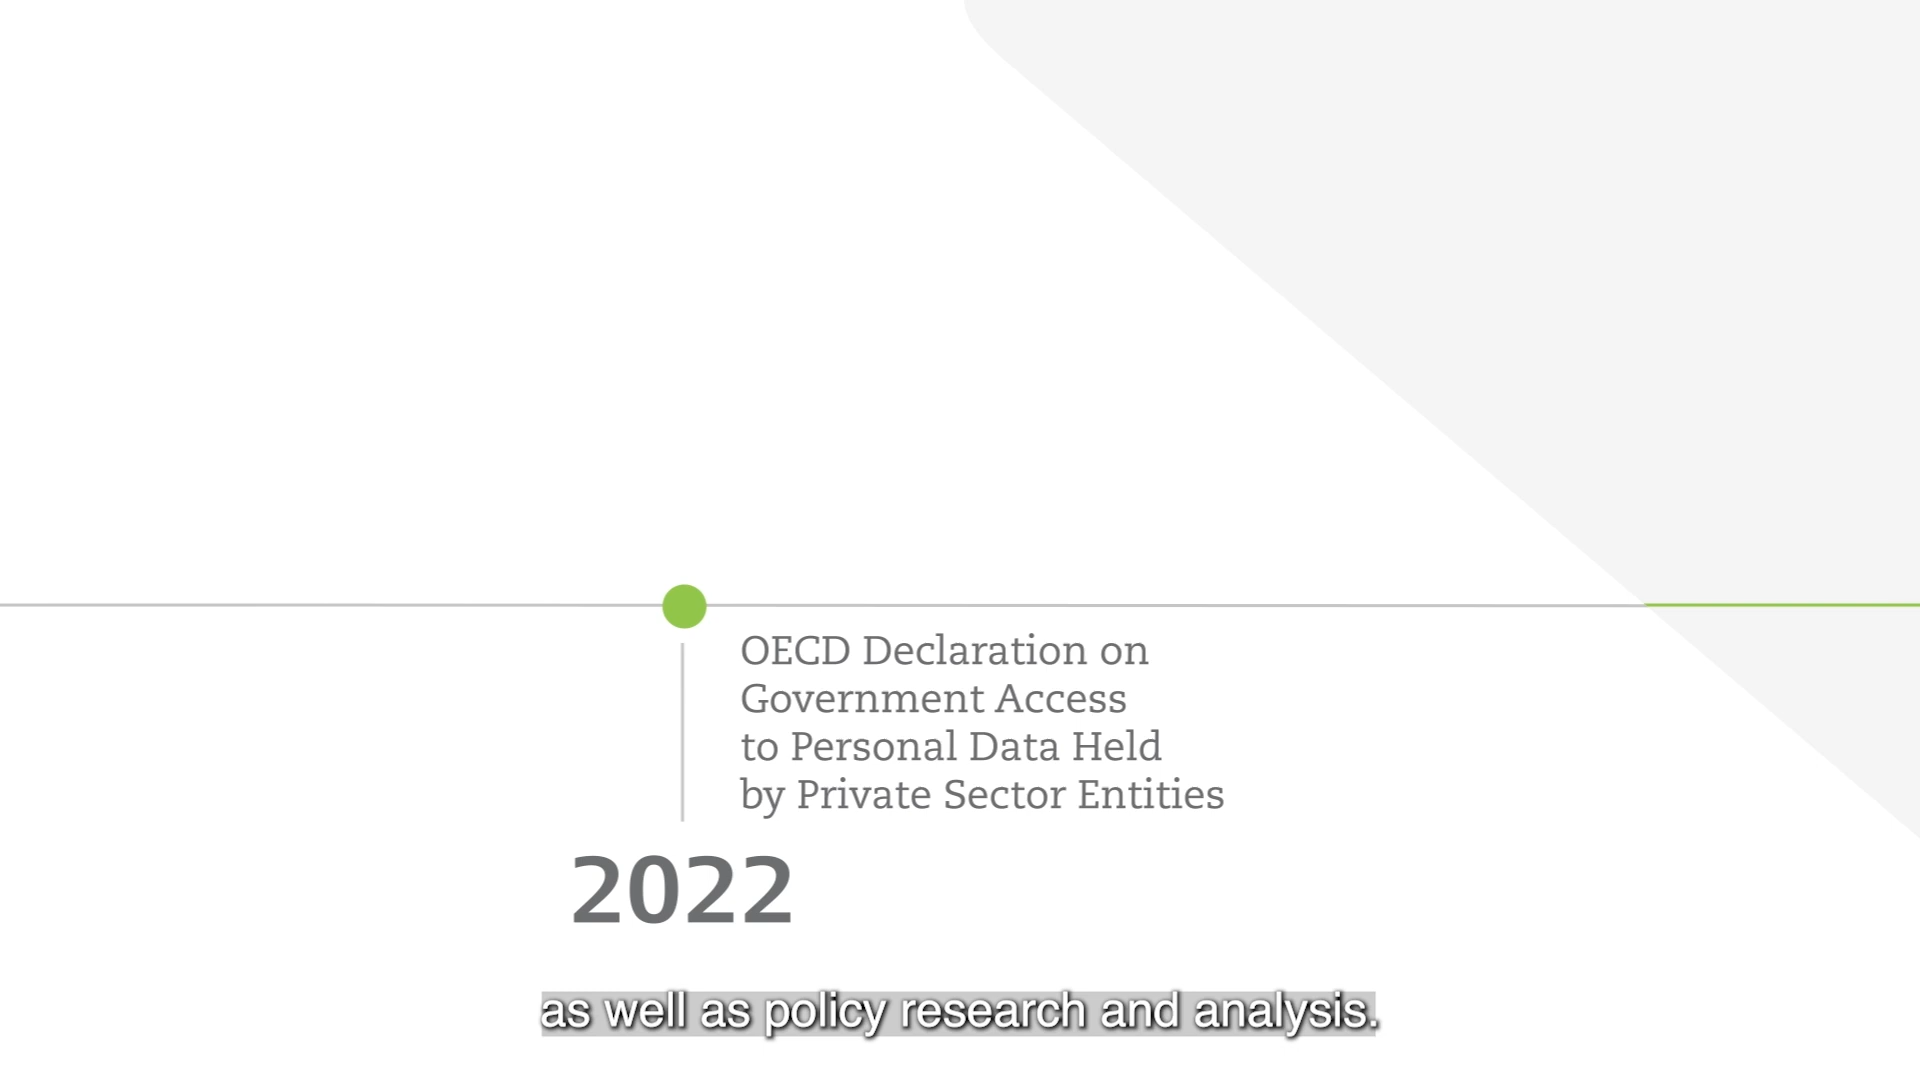 OECD Declaration on
Government Access
to Personal Data Held
by Private Sector Entities
2022
as well as policy research and analysis.